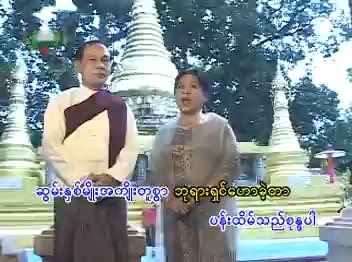 ဆွမ်းနှစ်မျိုးအကျိုးတူစွာ ဘုရားရှင်ဟောခဲ့တာ
ပန်းထိမ်သည်စုန္ဒပါ